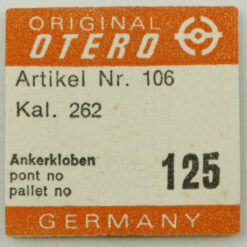 ORIGINAL
OTERO
Artikel Nr. 106
Kal. 262
Ankerkloben
pont no
pallet no
125
GERMANY